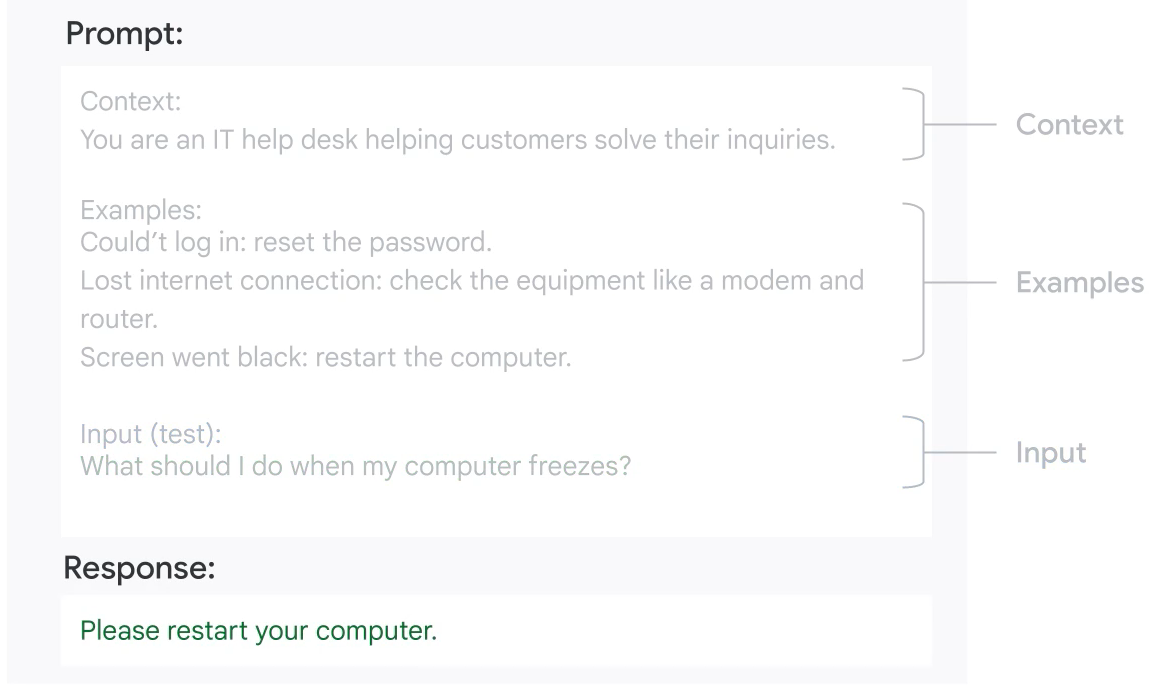 Prompt:
Context:
You are an IT help desk helping customers solve their inquiries.
Context
Examples:
Could’t log in: reset the password.
Lost internet connection: check the equipment like a modem and
router.
Screen went black: restart the computer.
Examples
Input (test):
What should I do when my computer freezes?
Input
Response:
Please restart your computer.